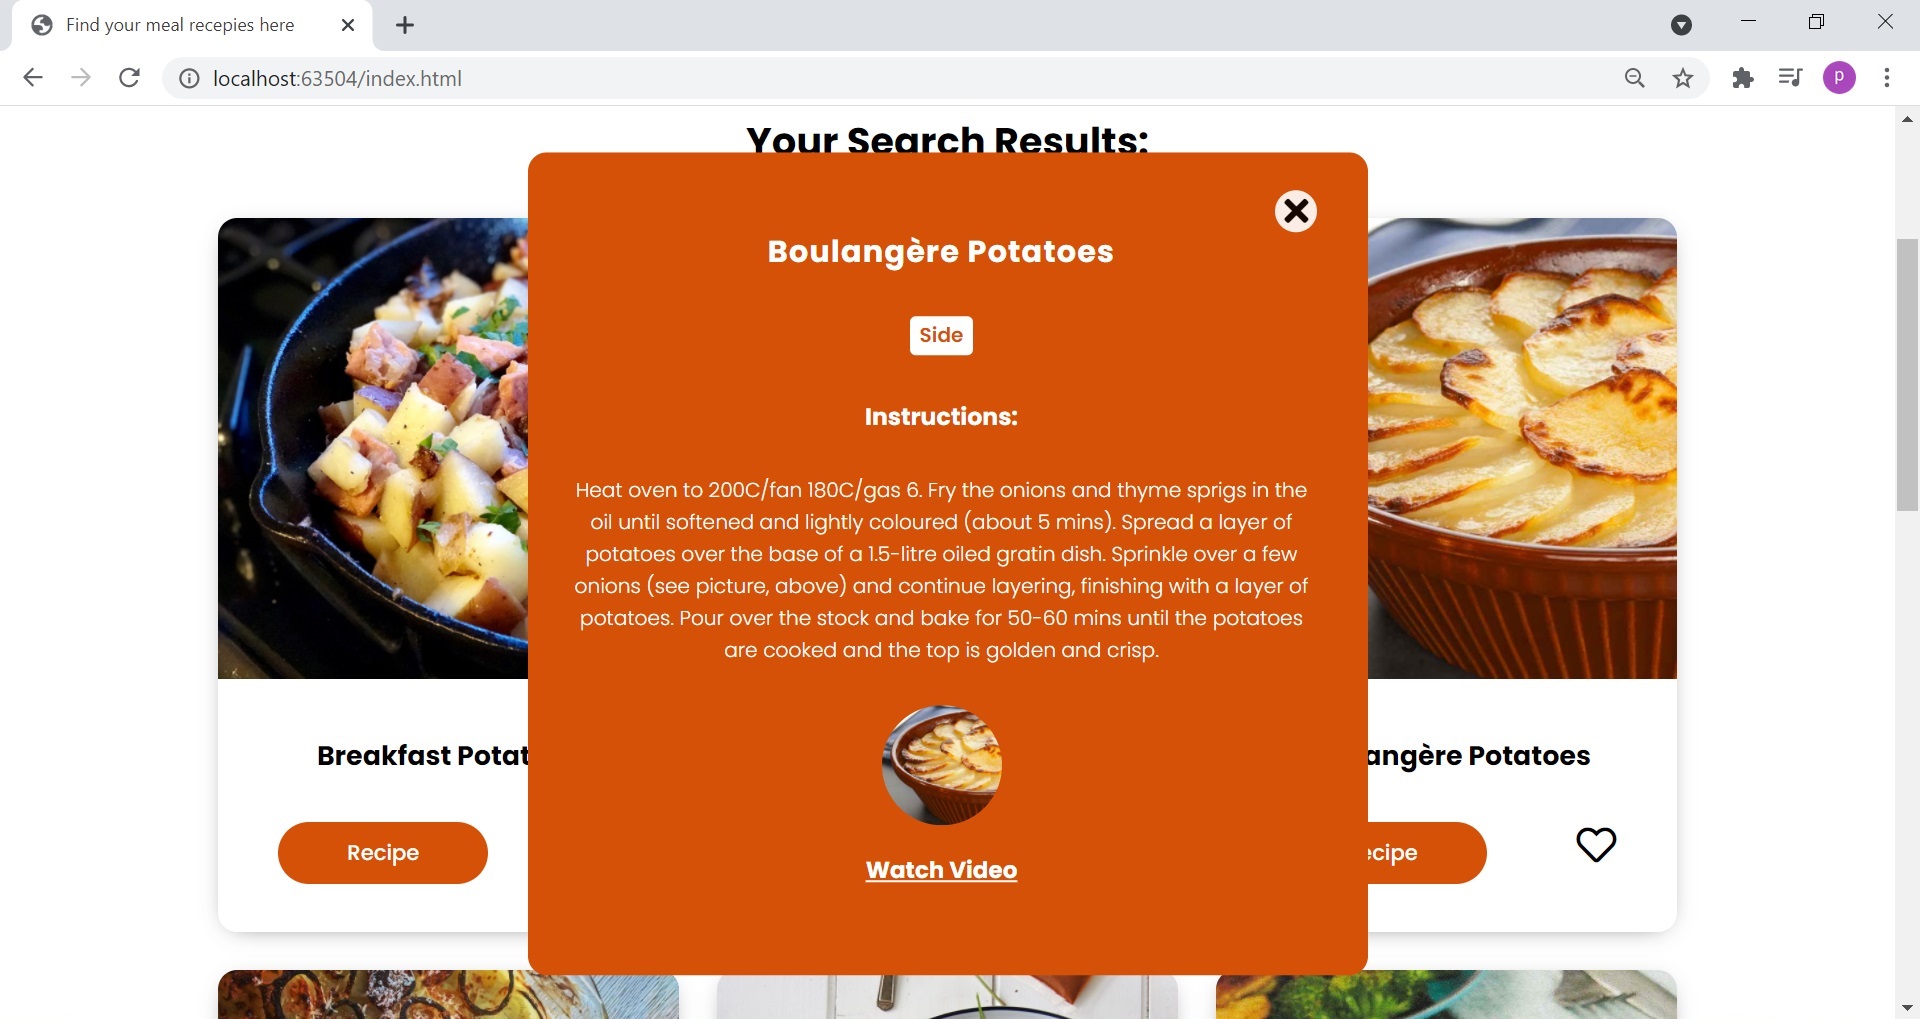 Find your meal recepies here
localhost:63504/index.html
p
Your Search Results:
Boulangère Potatoes
Side
Instructions:
Heat oven to 200C/fan 180C/gas 6. Fry the onions and thyme sprigs in the
oil until softened and lightly coloured (about 5 mins). Spread a layer of
potatoes over the base of a 1.5-litre oiled gratin dish. Sprinkle over a few
onions (see picture, above) and continue layering, finishing with a layer of
potatoes. Pour over the stock and bake for 50-60 mins until the potatoes
are cooked and the top is golden and crisp.
Watch Video
Breakfast Potat
Recipe
angère Potatoes
ecipe